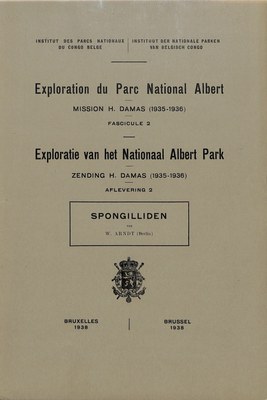 INSTITUT DES PARCS NATIONAUX
DU CONGO BELGE
INSTITUUT DER NATIONALE PARKEN
VAN BELGISCH CONGO
Exploration du Parc National Albert
MISSION H. DAMAS (1935-1936)
FASCICULE 2
Exploratie van het Nationaal Albert Park
ZENDING H. DAMAS (1935-1936)
AFLEVERING 2
SPONGILLIDEN
VON
W. ARNDT (Berlin)
BRUXELLES
1938
BRUSSEL
1938